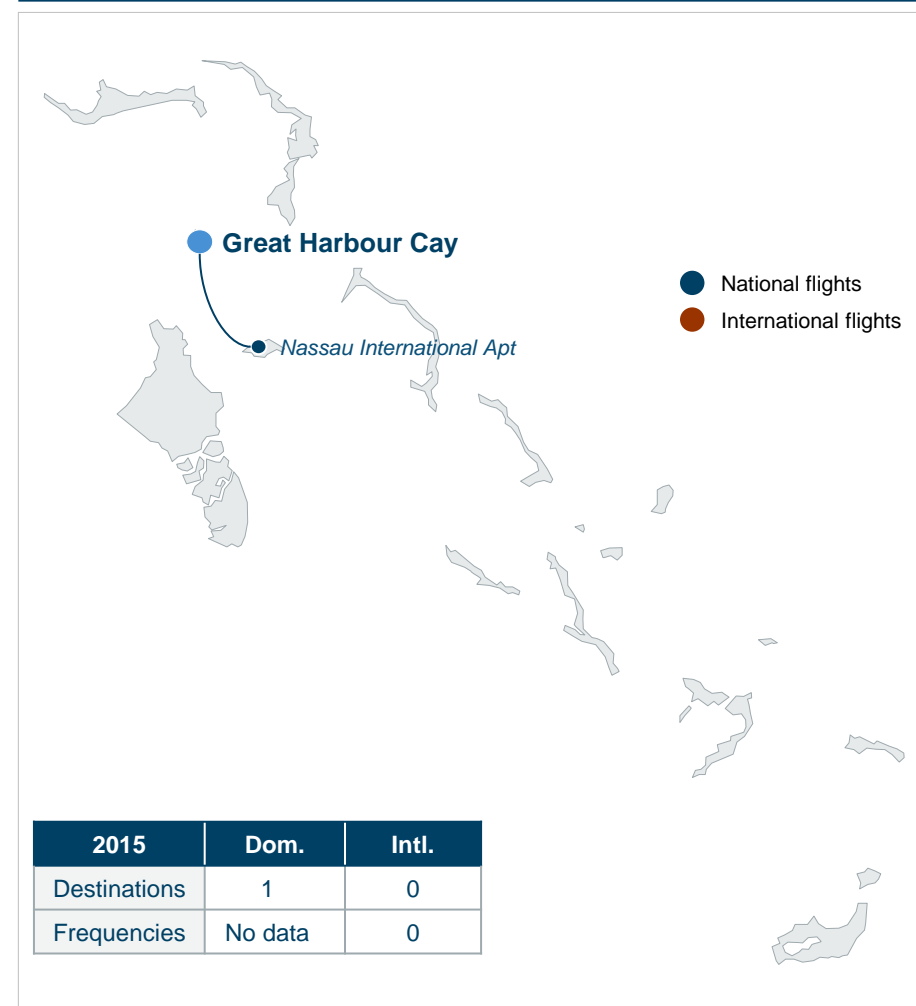 Great Harbour Cay
National flights
International flights
Nassau International Apt
2015 Dom. Intl.
Destinations 1 0
Frequencies No data 0